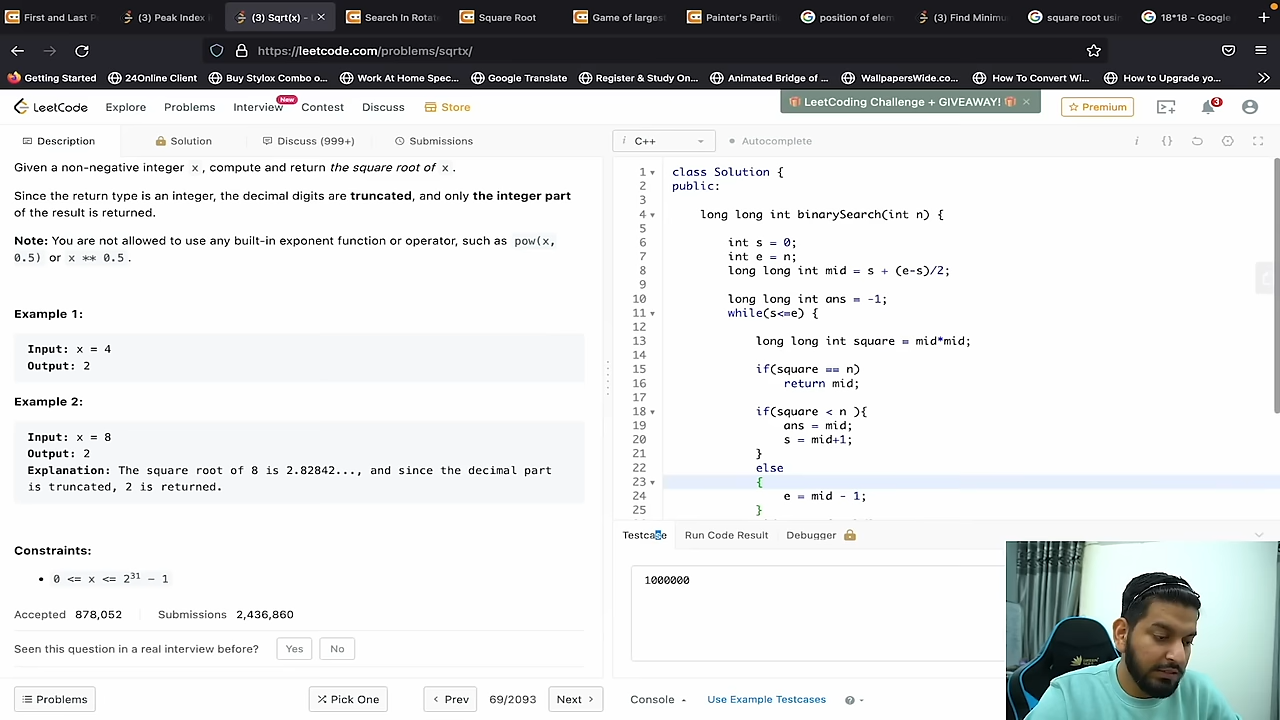 First and Last P
(3) Peak Index i
(3) Sqrt(x) - L
Search In Rotate
Square Root
Game of largest
Painter's Partiti
position of elem
(3) Find Minimu
square root usin
18*18 - Google
https://leetcode.com/problems/sqrtx/
Getting Started
24Online Client
Buy Stylox Combo o...
Work At Home Spec...
Google Translate
Register & Study On...
Animated Bridge of ...
WallpapersWide.co...
How To Convert Wi...
How to Upgrade yo...
LeetCode
Explore
Problems
Interview
New
Contest
Discuss
Store
LeetCoding Challenge + GIVEAWAY!
Premium
3
Description
Solution
Discuss (999+)
Submissions
i C++
Autocomplete
Given a non-negative integer x, compute and return the square root of x.
Since the return type is an integer, the decimal digits are truncated, and only the integer part
of the result is returned.
Note: You are not allowed to use any built-in exponent function or operator, such as pow(x,
0.5) or x ** 0.5.
Example 1:
Input: x = 4
Output: 2
Example 2:
Input: x = 8
Output: 2
Explanation: The square root of 8 is 2.82842..., and since the decimal part
is truncated, 2 is returned.
Constraints:
0 <= x <= 2³¹ - 1
Accepted 878,052
Submissions 2,436,860
Seen this question in a real interview before?
Yes
No
Problems
Pick One
Prev
69/2093
Next
1 class Solution {
2 public:
3
4 long long int binarySearch(int n) {
5
6 int s = 0;
7 int e = n;
8 long long int mid = s + (e-s)/2;
9
10 long long int ans = -1;
11 while(s<=e) {
12
13 long long int square = mid*mid;
14
15 if(square == n)
16 return mid;
17
18 if(square < n ){
19 ans = mid;
20 s = mid+1;
21 }
22 else
23 {
24 e = mid - 1;
25 }
Testcase
Run Code Result
Debugger
1000000
Console
Use Example Testcases
?